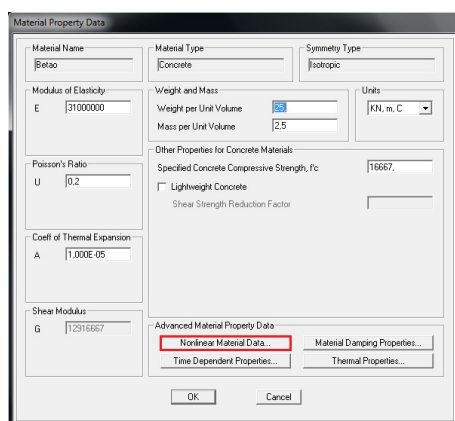 Material Property Data
Material Name
Betao
Material Type
Concrete
Symmetry Type
Isotropic
Modulus of Elasticity
E 31000000
Weight and Mass
Weight per Unit Volume 25,
Mass per Unit Volume 2,5
Units
KN, m, C
Poisson's Ratio
U 0,2
Other Properties for Concrete Materials
Specified Concrete Compressive Strength, f'c 16667,
Lightweight Concrete
Shear Strength Reduction Factor
Coeff of Thermal Expansion
A 1,000E-05
Shear Modulus
G 12916667
Advanced Material Property Data
Nonlinear Material Data... Material Damping Properties...
Time Dependent Properties... Thermal Properties...
OK Cancel